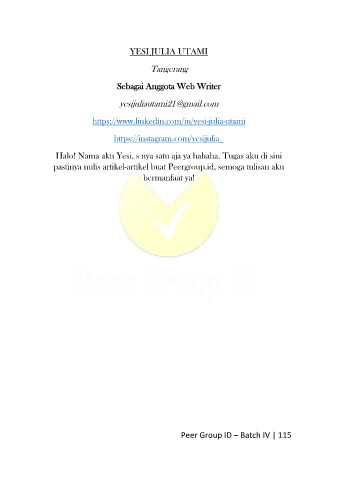 YESI JULIA UTAMI
Tangerang
Sebagai Anggota Web Writer
yesijuliautami21@gmail.com
https://www.linkedin.com/in/yesi-julia-utami
https://instagram.com/yesijulia_
Halo! Nama aku Yesi, s nya satu aja ya hahaha. Tugas aku di sini
pastinya nulis artikel-artikel buat Peergroup.id, semoga tulisan aku
bermanfaat ya!
Peer Group ID
Peer Group ID – Batch IV | 115